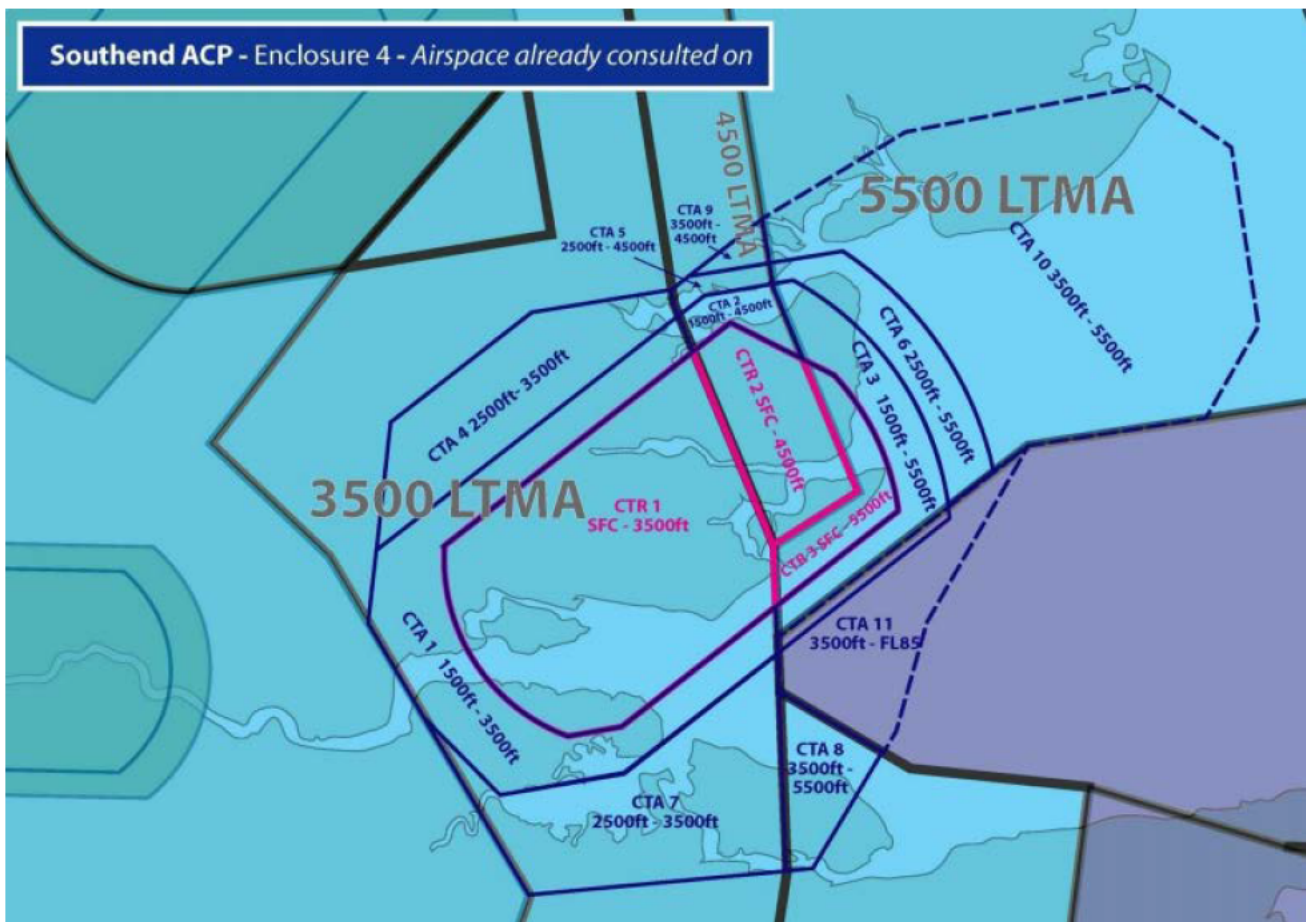 Southend ACP - Enclosure 4 - Airspace already consulted on
4500 LTMA
5500 LTMA
CTA 9
3500ft -
4500ft
CTA 5
2500ft - 4500ft
CTA 10 3500ft - 5500ft
CTA 2
1500ft - 4500ft
CTA 6 2500ft - 5500ft
CTA 3 1500ft - 5500ft
CTR 2 SFC - 4500ft
CTA 4 2500ft- 3500ft
3500 LTMA
CTR 1
SFC - 3500ft
CTR 3 SFC - 5500ft
CTA 11
3500ft - FL85
CTA 1 1500ft - 3500ft
CTA 8
3500ft -
5500ft
CTA 7
2500ft - 3500ft